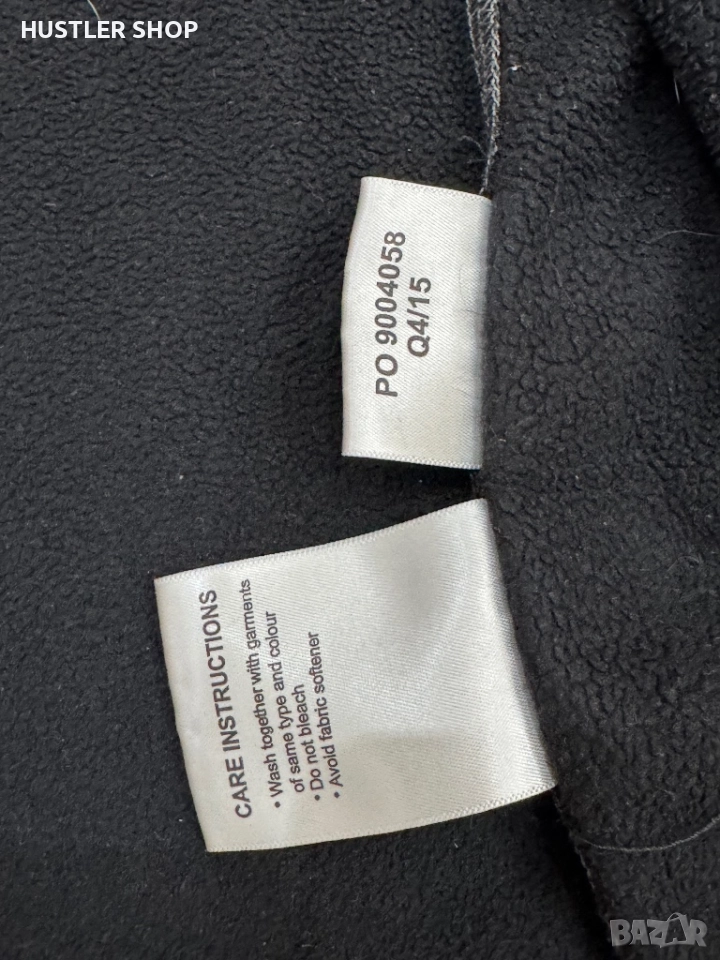 HUSTLER SHOP
PO 9004058
Q4/15
CARE INSTRUCTIONS
• Wash together with garments
of same type and colour
• Do not bleach
• Avoid fabric softener
BAZAR